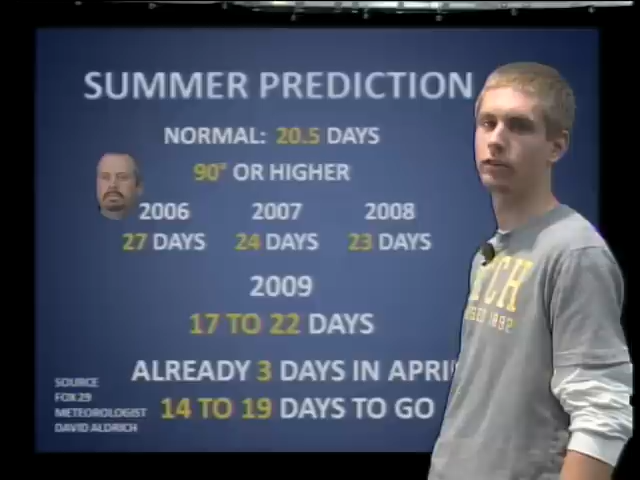 SUMMER PREDICTION
NORMAL: 20.5 DAYS
90° OR HIGHER
2006 2007 2008
27 DAYS 24 DAYS 23 DAYS
2009
17 TO 22 DAYS
ALREADY 3 DAYS IN APRI
14 TO 19 DAYS TO GO
SOURCE
FOX 29
METEOROLOGIST
DAVID ALDRICH
CH
1892